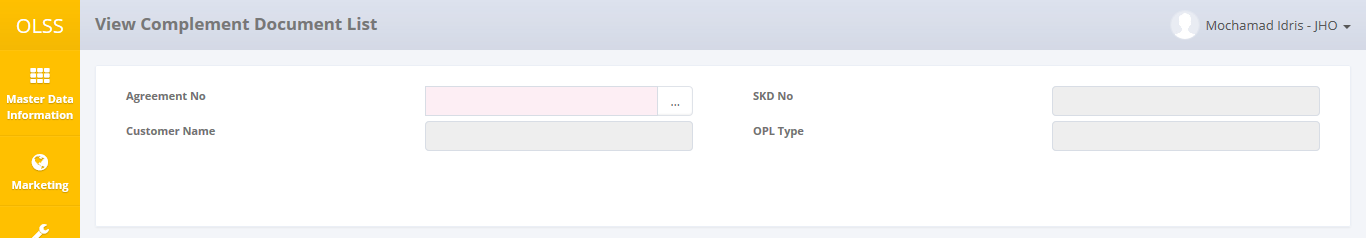 OLSS
View Complement Document List
Mochamad Idris - JHO
Master Data
Information
Marketing
Agreement No
...
SKD No
Customer Name
OPL Type